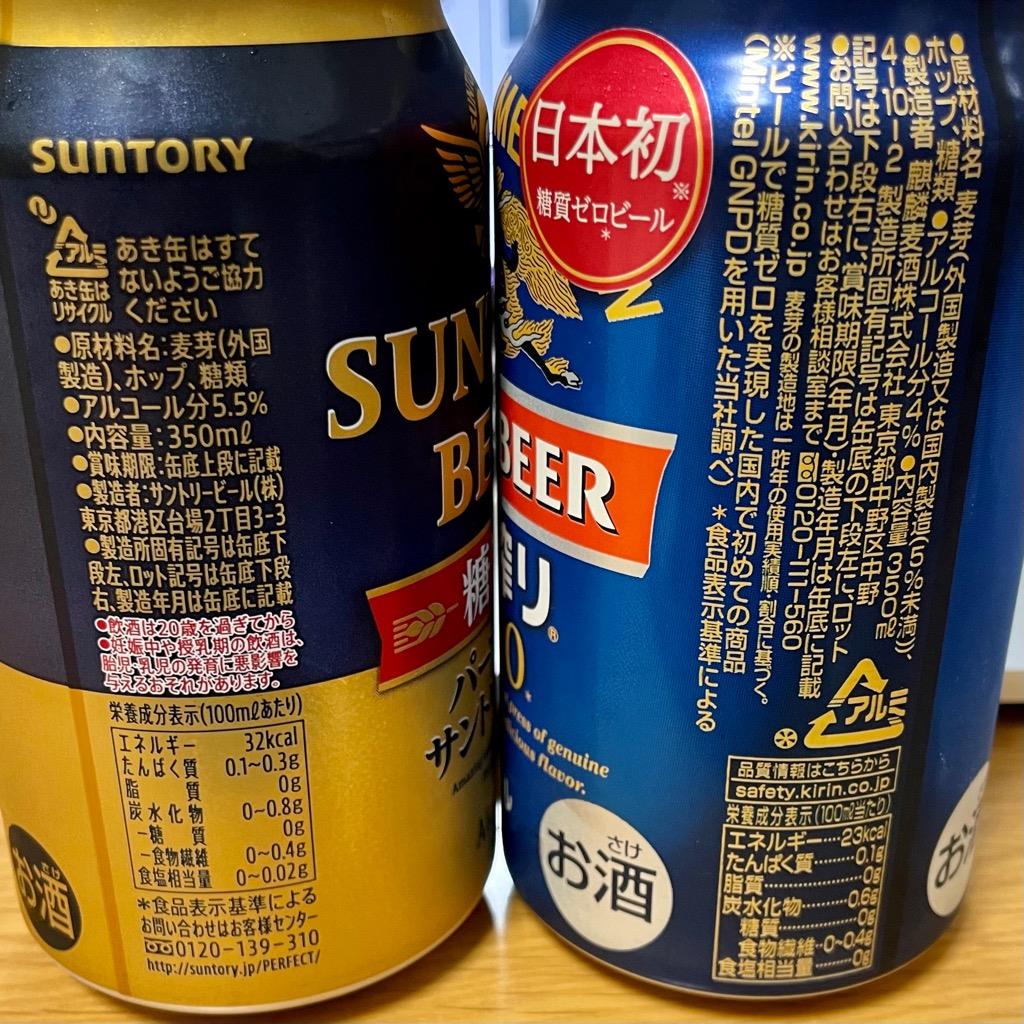 SUNTORY
アルミ
あき缶は
リサイクル
あき缶はすて
ないようご協力
ください
●原材料名:麦芽(外国
製造)、ホップ、糖類
●アルコール分5.5%
●内容量:350mℓ
●賞味期限:缶底上段に記載
●製造者:サントリービール(株)
東京都港区台場2丁目3-3
●製造所固有記号は缶底下
段左、ロット記号は缶底下段
右、製造年月は缶底に記載
●飲酒は20歳を過ぎてから
●妊娠中や授乳期の飲酒は、
胎児・乳児の発育に悪影響を
与えるおそれがあります。
栄養成分表示(100mℓあたり)
エネルギー 32kcal
たんぱく質 0.1~0.3g
脂質 0g
炭水化物 0~0.8g
-糖質 0g
-食物繊維 0~0.4g
食塩相当量 0~0.02g
*食品表示基準による
お問い合わせはお客様センター
0120-139-310
http://suntory.jp/PERFECT/
さけ
お酒
SUN
BE
糖
パー
サント
日本初※
糖質ゼロビール
*
BEER
搾り®
0*
press of genuine
flavor.
さけ
お酒
●原材料名 麦芽(外国製造又は国内製造(5%未満)、
ホップ、糖類 ●アルコール分4% ●内容量350mℓ
●製造者 麒麟麦酒株式会社 東京都中野区中野
4-10-2 製造所固有記号は缶底の下段左に、ロット
記号は下段右に、賞味期限(年月)・製造年月は缶底に記載
●お問い合わせはお客様相談室まで 0120-111-560
www.kirin.co.jp 麦芽の製造地は一昨年の使用実績順・割合に基づく。
※ビールで糖質ゼロを実現した国内で初めての商品
(Mintel GNPDを用いた当社調べ) *食品表示基準による
アルミ
品質情報はこちらから
safety.kirin.co.jp
栄養成分表示(100mℓ当たり)
エネルギー…23kcal
たんぱく質……0.1g
脂質……0g
炭水化物……0.6g
糖質……0g
食物繊維…0~0.4g
食塩相当量……0g
お